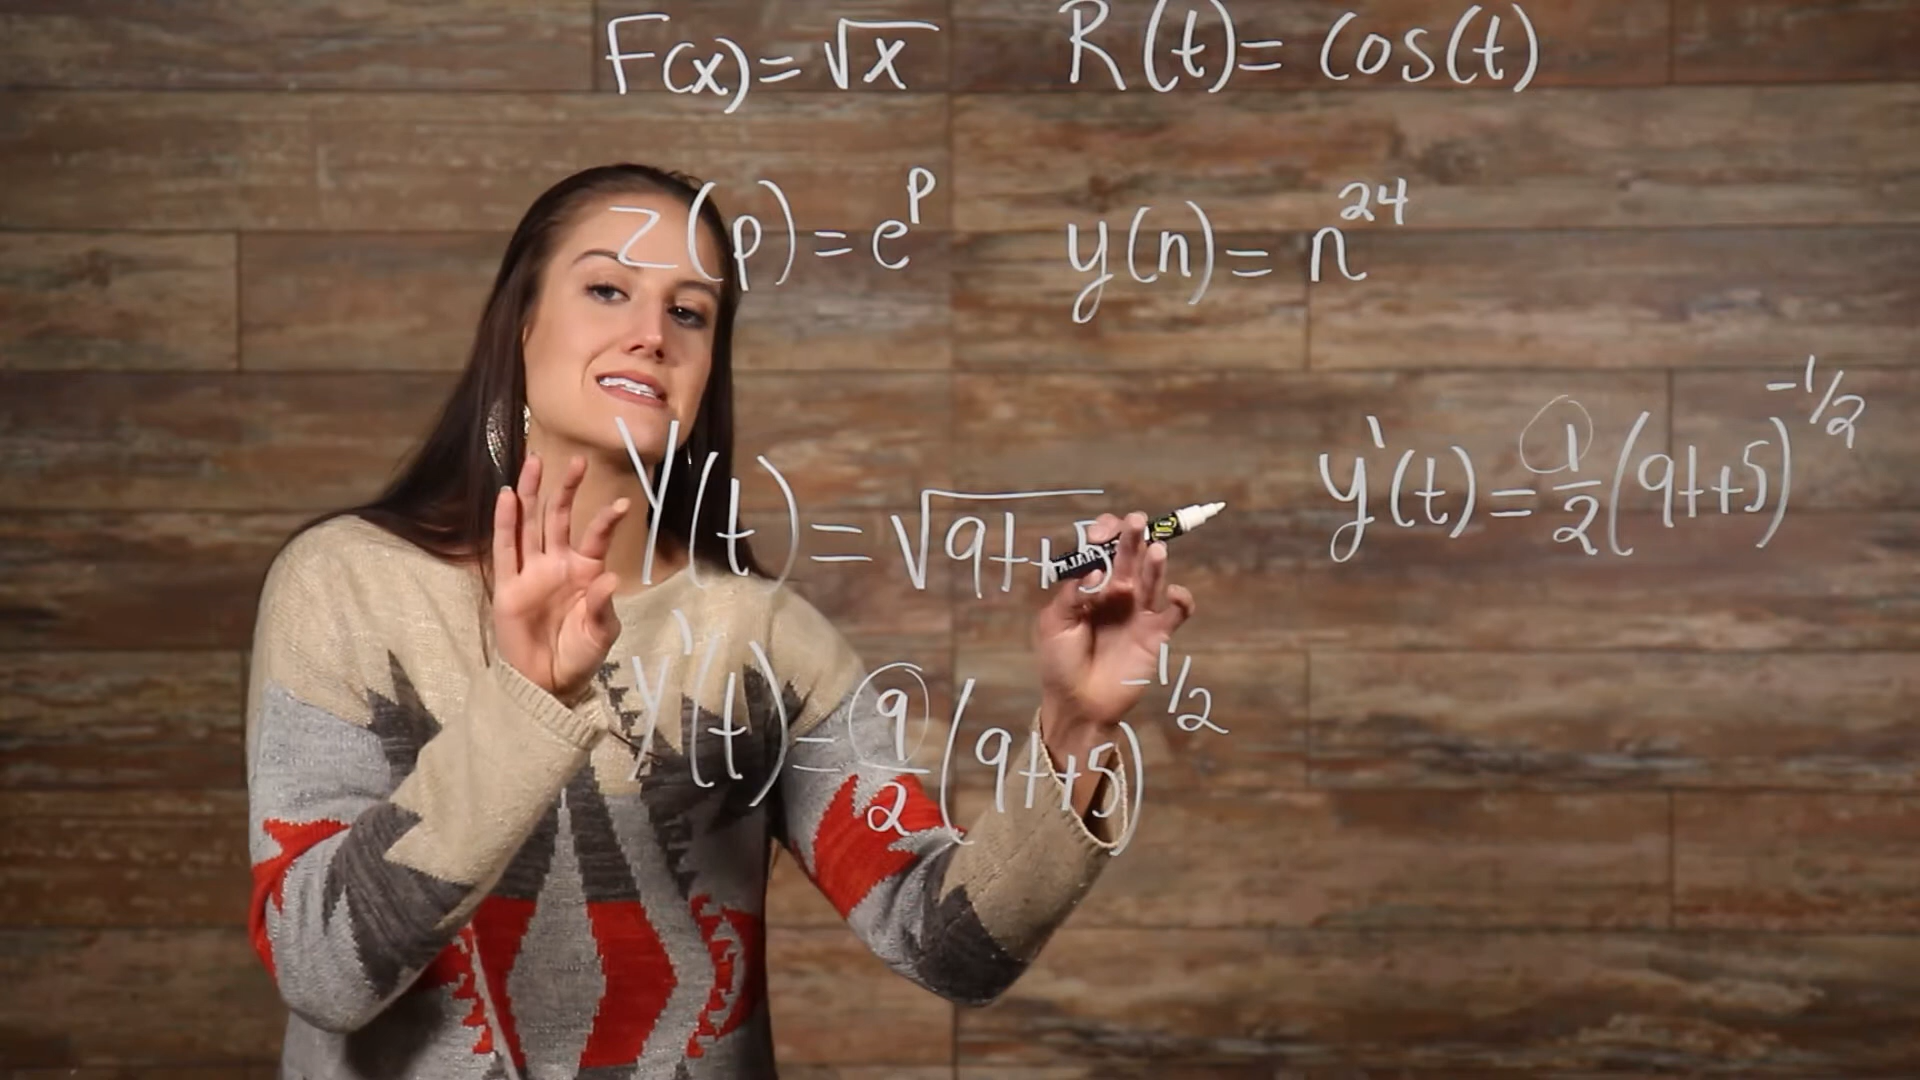 F(x) = √x
R(t) = cos(t)
z(p) = e^p
y(n) = n^24
y(t) = √9t+5
y'(t) = 1/2 (9t+5)^-1/2
y'(t) = 9/2 (9t+5)^-1/2